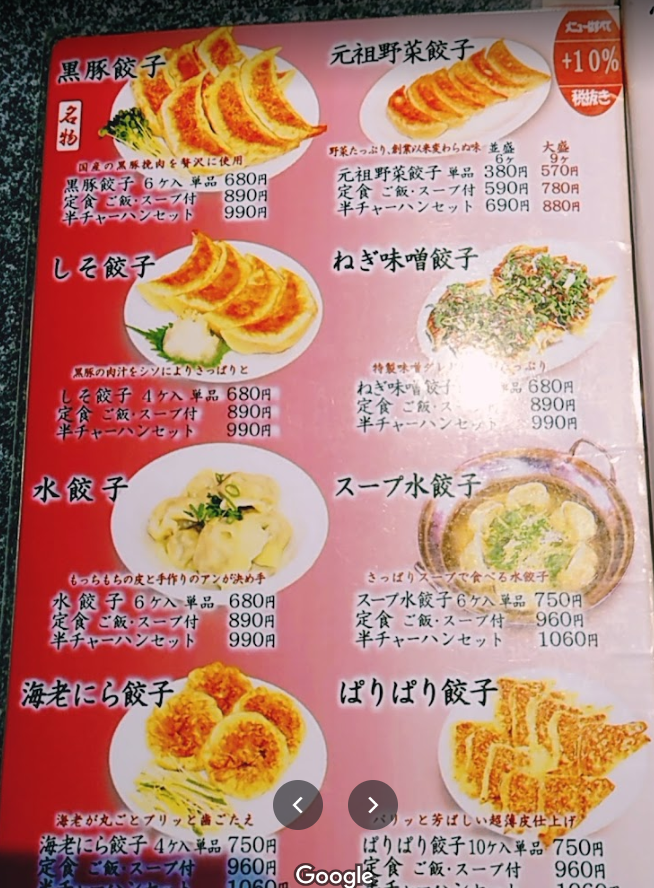 黒豚餃子
名物
国産の黒豚挽肉を贅沢に使用
黒豚餃子 6ヶ入 単品 680円
定食 ご飯・スープ付 890円
半チャーハンセット 990円
元祖野菜餃子
+10%
税抜き
野菜たっぷり、創業以来変わらぬ味 並盛 大盛
6ヶ 9ヶ
元祖野菜餃子 単品 380円 570円
定食 ご飯・スープ付 590円 780円
半チャーハンセット 690円 880円
しそ餃子
黒豚の肉汁をシソによりさっぱりと
しそ餃子 4ヶ入 単品 680円
定食 ご飯・スープ付 890円
半チャーハンセット 990円
ねぎ味噌餃子
特製味噌ダレ っぷり
ねぎ味噌餃子 単品 680円
定食 ご飯・ス 890円
半チャーハンセット 990円
水餃子
もっちもちの皮と手作りのアンが決め手
水餃子 6ヶ入 単品 680円
定食 ご飯・スープ付 890円
半チャーハンセット 990円
スープ水餃子
さっぱりスープで食べる水餃子
スープ水餃子 6ヶ入 単品 750円
定食 ご飯・スープ付 960円
半チャーハンセット 1060円
海老にら餃子
海老が丸ごとプリッと歯ごたえ
海老にら餃子 4ヶ入 単品 750円
定食 ご飯・スープ付 960円
半チャーハンセット 1060円
ぱりぱり餃子
パリッと芳ばしい超薄皮仕上げ
ぱりぱり餃子 10ヶ入 単品 750円
定食 ご飯・スープ付 960円
Google